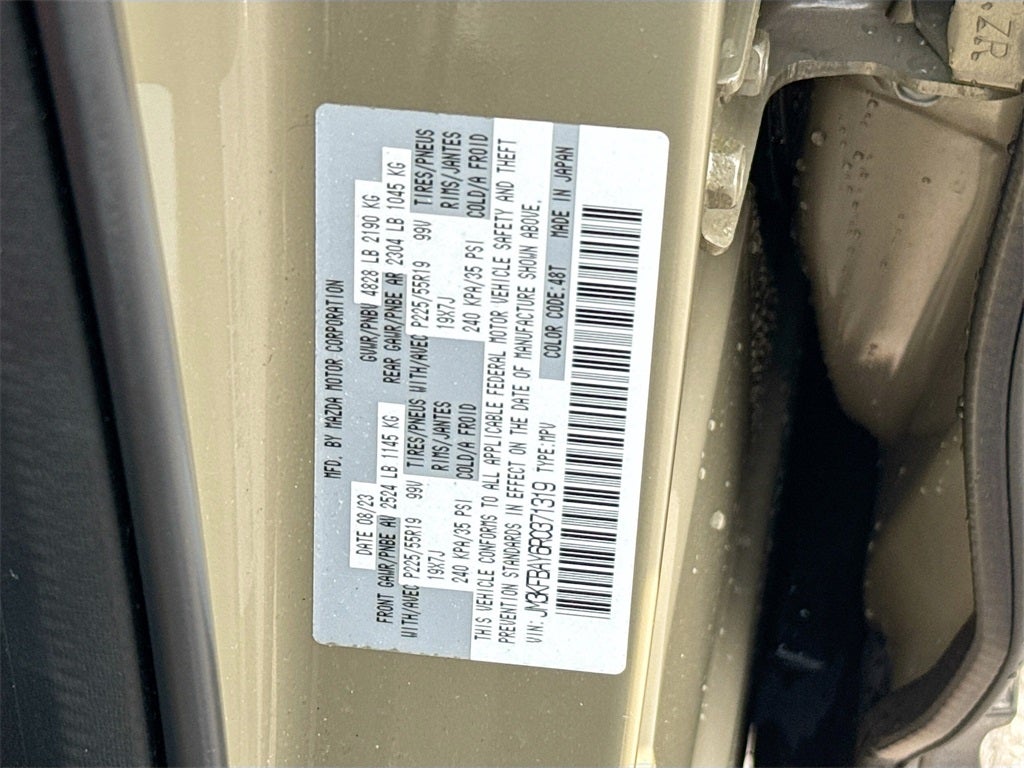 MFD. BY MAZDA MOTOR CORPORATION
DATE 08/23 GVWR/PNBV 4828 LB 2190 KG
FRONT GAWR/PNBE AV 2524 LB 1145 KG REAR GAWR/PNBE AR 2304 LB 1045 KG
WITH/AVEC P225/55R19 99V TIRES/PNEUS WITH/AVEC P225/55R19 99V TIRES/PNEUS
19X7J RIMS/JANTES 19X7J RIMS/JANTES
240 KPA/35 PSI COLD/A FROID 240 KPA/35 PSI COLD/A FROID
THIS VEHICLE CONFORMS TO ALL APPLICABLE FEDERAL MOTOR VEHICLE SAFETY AND THEFT
PREVENTION STANDARDS IN EFFECT ON THE DATE OF MANUFACTURE SHOWN ABOVE.
VIN: JM3KFBAY6R0371319 TYPE:MPV COLOR CODE:48T MADE IN JAPAN
ZR